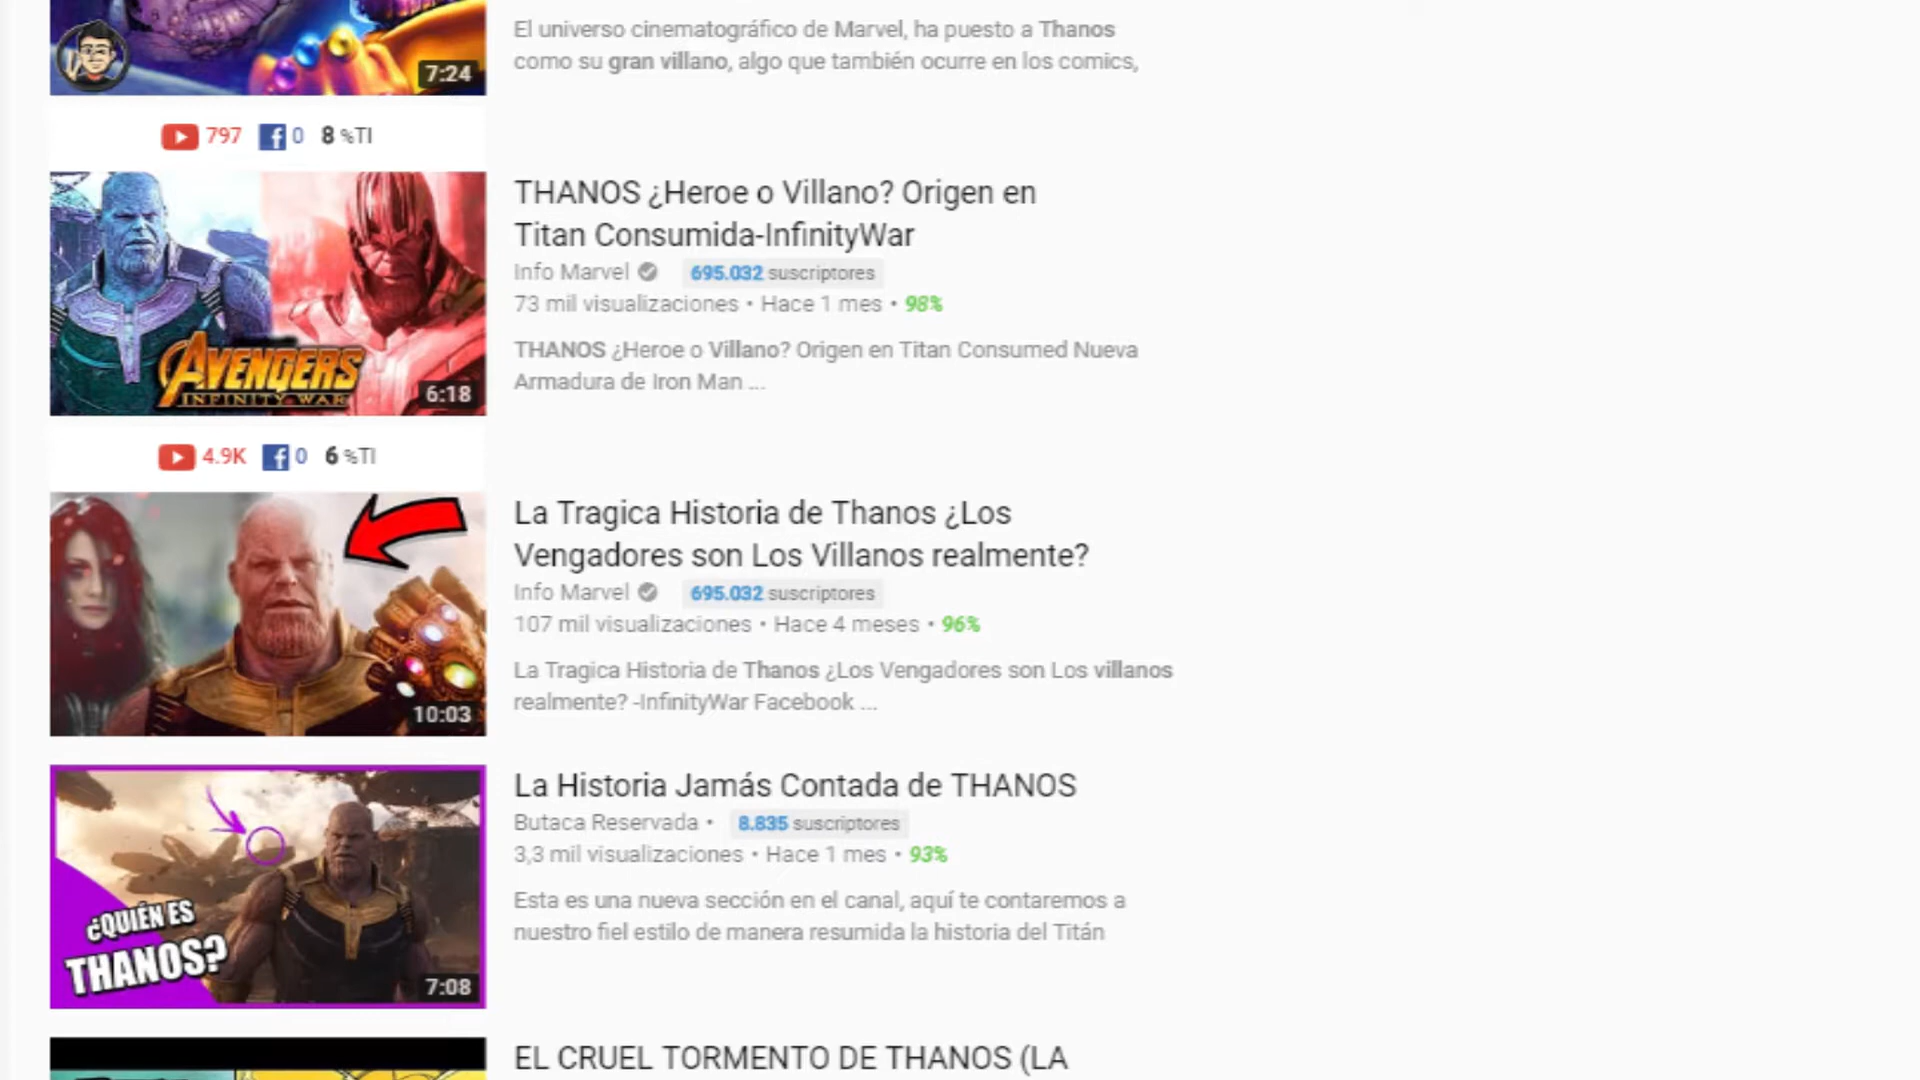 El universo cinematográfico de Marvel, ha puesto a Thanos
como su gran villano, algo que también ocurre en los comics,
7:24
797 0 8 %TI
THANOS ¿Heroe o Villano? Origen en
Titan Consumida-InfinityWar
Info Marvel 695.032 suscriptores
73 mil visualizaciones • Hace 1 mes • 98%
THANOS ¿Heroe o Villano? Origen en Titan Consumed Nueva
Armadura de Iron Man ...
AVENGERS
INFINITY WAR
6:18
4.9K 0 6 %TI
La Tragica Historia de Thanos ¿Los
Vengadores son Los Villanos realmente?
Info Marvel 695.032 suscriptores
107 mil visualizaciones • Hace 4 meses • 96%
La Tragica Historia de Thanos ¿Los Vengadores son Los villanos
realmente? -InfinityWar Facebook ...
10:03
La Historia Jamás Contada de THANOS
Butaca Reservada • 8.835 suscriptores
3,3 mil visualizaciones • Hace 1 mes • 93%
Esta es una nueva sección en el canal, aquí te contaremos a
nuestro fiel estilo de manera resumida la historia del Titán
¿QUIÉN ES
THANOS?
7:08
EL CRUEL TORMENTO DE THANOS (LA